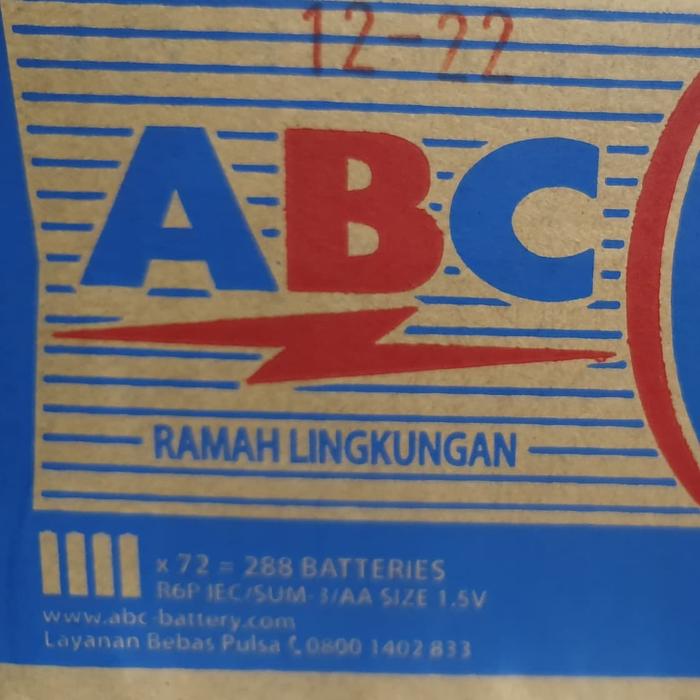 12-22
ABC
RAMAH LINGKUNGAN
x 72 = 288 BATTERIES
R6P IEC/SUM-3/AA SIZE 1.5V
www.abc-battery.com
Layanan Bebas Pulsa 0800 1402 833